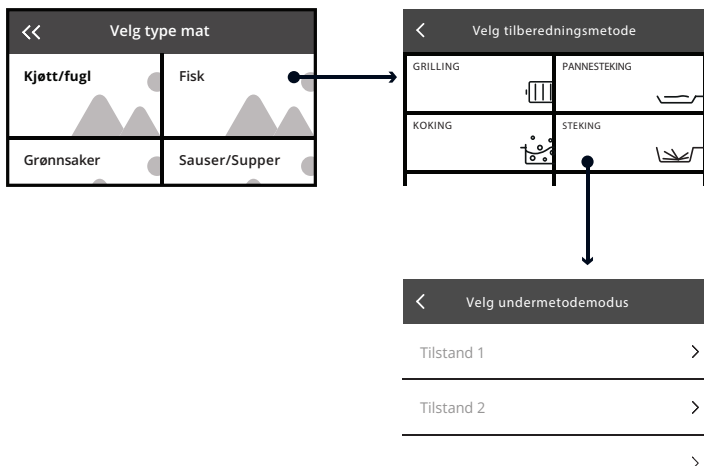 Velg type mat
Kjøtt/fugl
Fisk
Grønnsaker
Sauser/Supper
Velg tilberedningsmetode
GRILLING
PANNESTEKING
KOKING
STEKING
Velg undermetodemodus
Tilstand 1
Tilstand 2